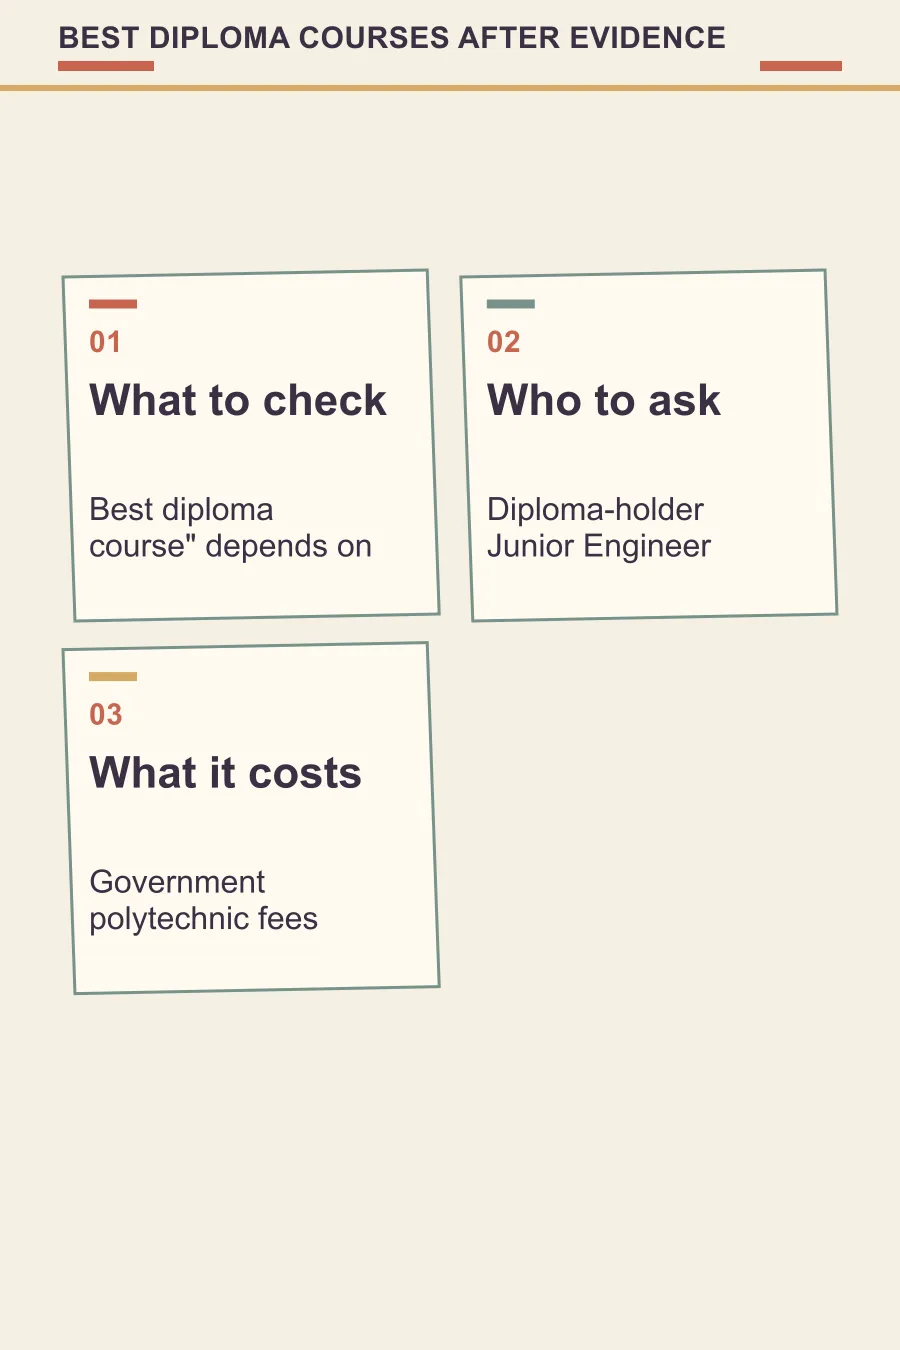 BEST DIPLOMA COURSES AFTER EVIDENCE
01
What to check
Best diploma
course" depends on
02
Who to ask
Diploma-holder
Junior Engineer
03
What it costs
Government
polytechnic fees